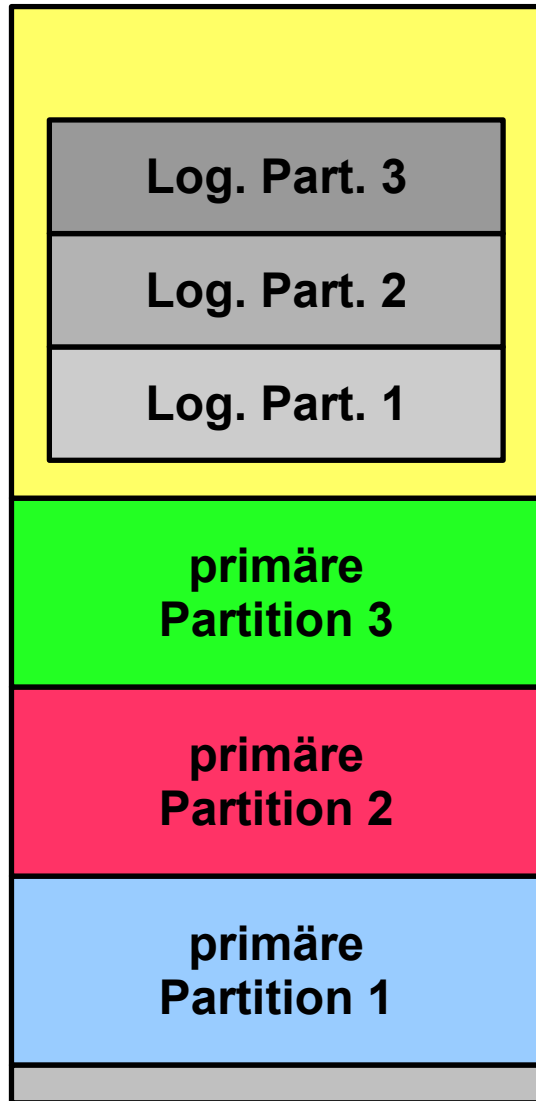 Log. Part. 3
Log. Part. 2
Log. Part. 1
primäre
Partition 3
primäre
Partition 2
primäre
Partition 1